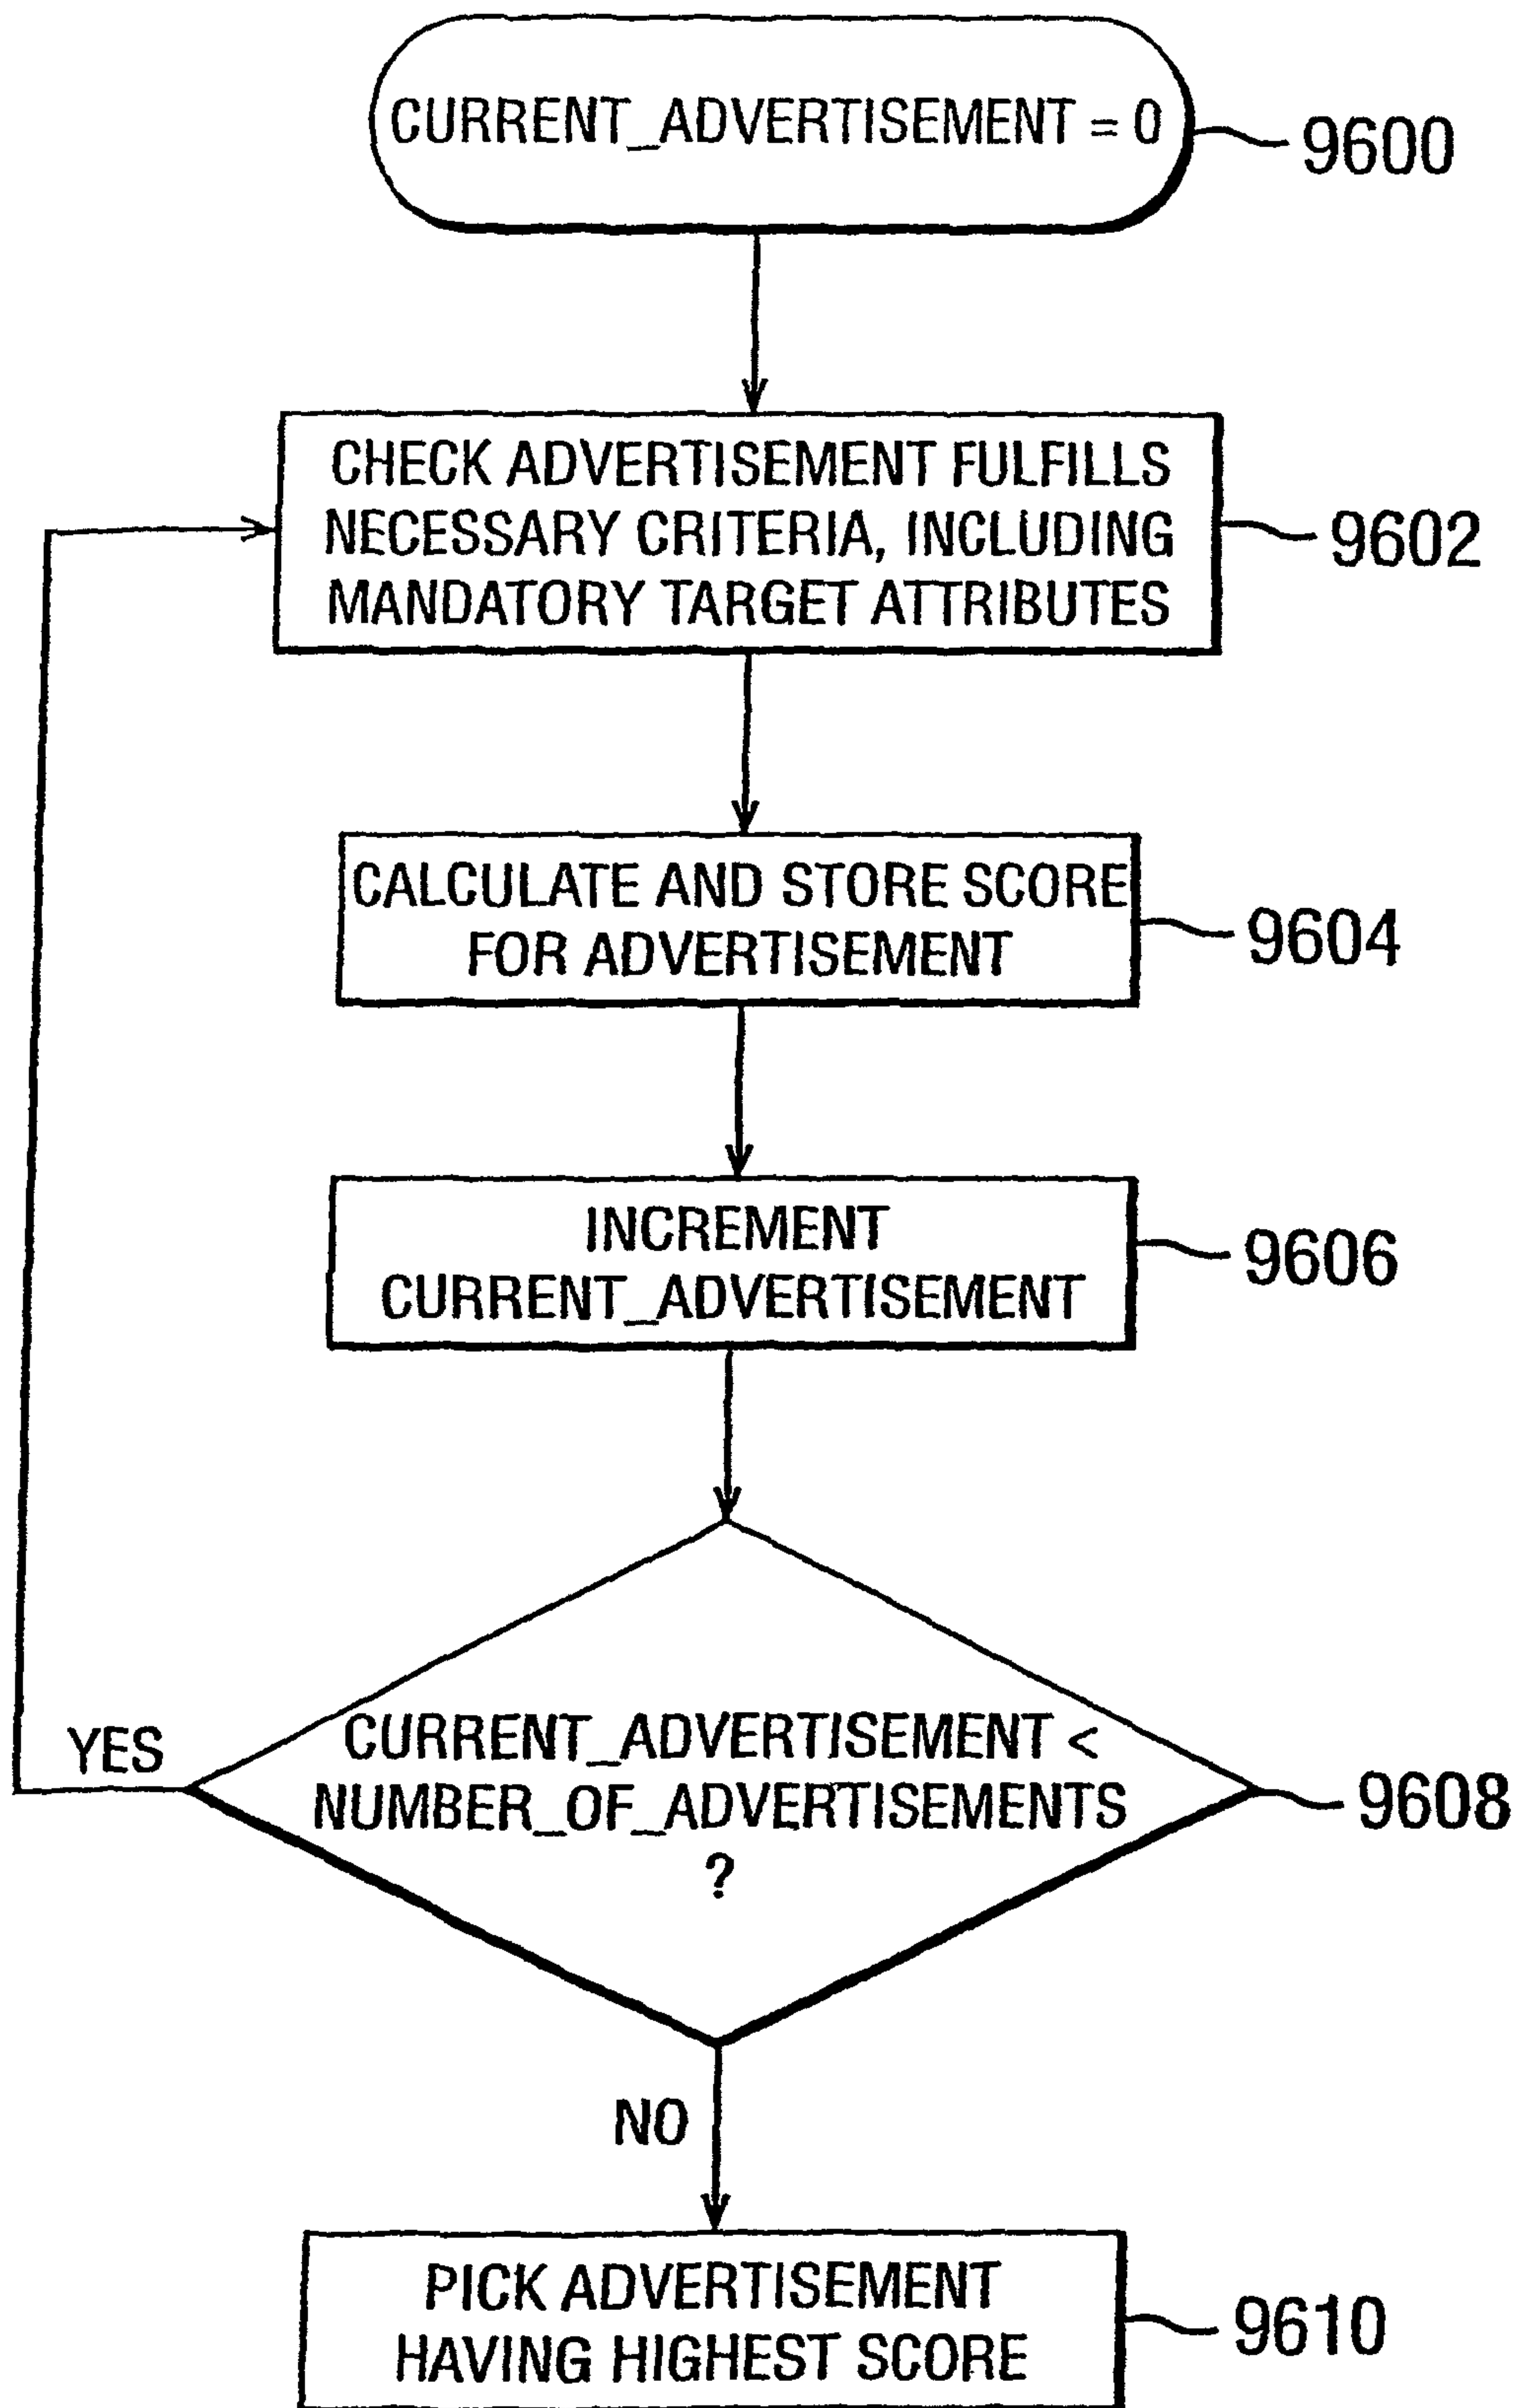 CURRENT_ADVERTISEMENT = 0
9600
CHECK ADVERTISEMENT FULFILLS
NECESSARY CRITERIA, INCLUDING
MANDATORY TARGET ATTRIBUTES
9602
CALCULATE AND STORE SCORE
FOR ADVERTISEMENT
9604
INCREMENT
CURRENT_ADVERTISEMENT
9606
YES
CURRENT_ADVERTISEMENT <
NUMBER_OF_ADVERTISEMENTS
?
9608
NO
PICK ADVERTISEMENT
HAVING HIGHEST SCORE
9610